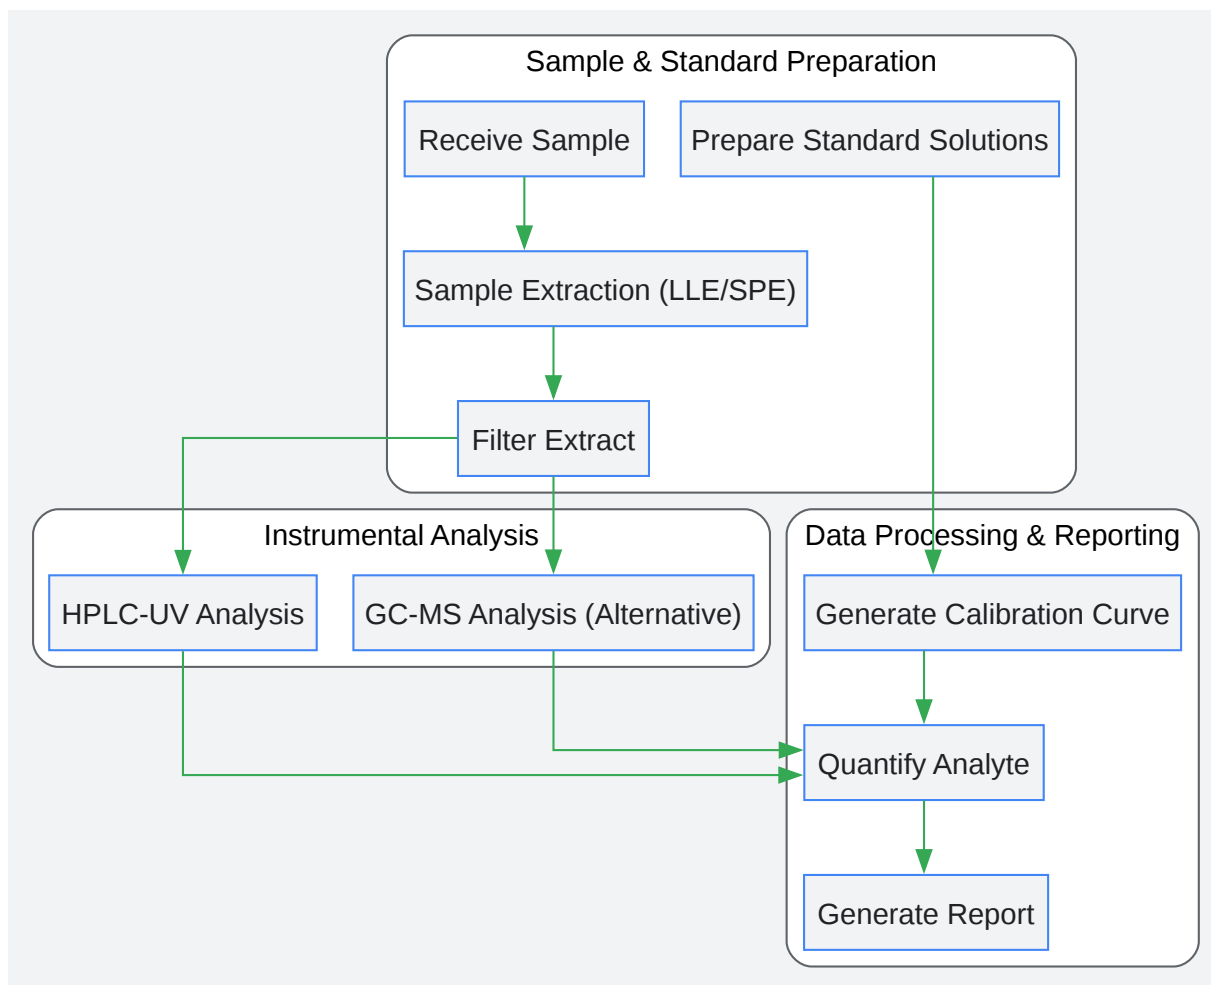 Sample & Standard Preparation
Receive Sample
Prepare Standard Solutions
Sample Extraction (LLE/SPE)
Filter Extract
Instrumental Analysis
Data Processing & Reporting
HPLC-UV Analysis
GC-MS Analysis (Alternative)
Generate Calibration Curve
Quantify Analyte
Generate Report